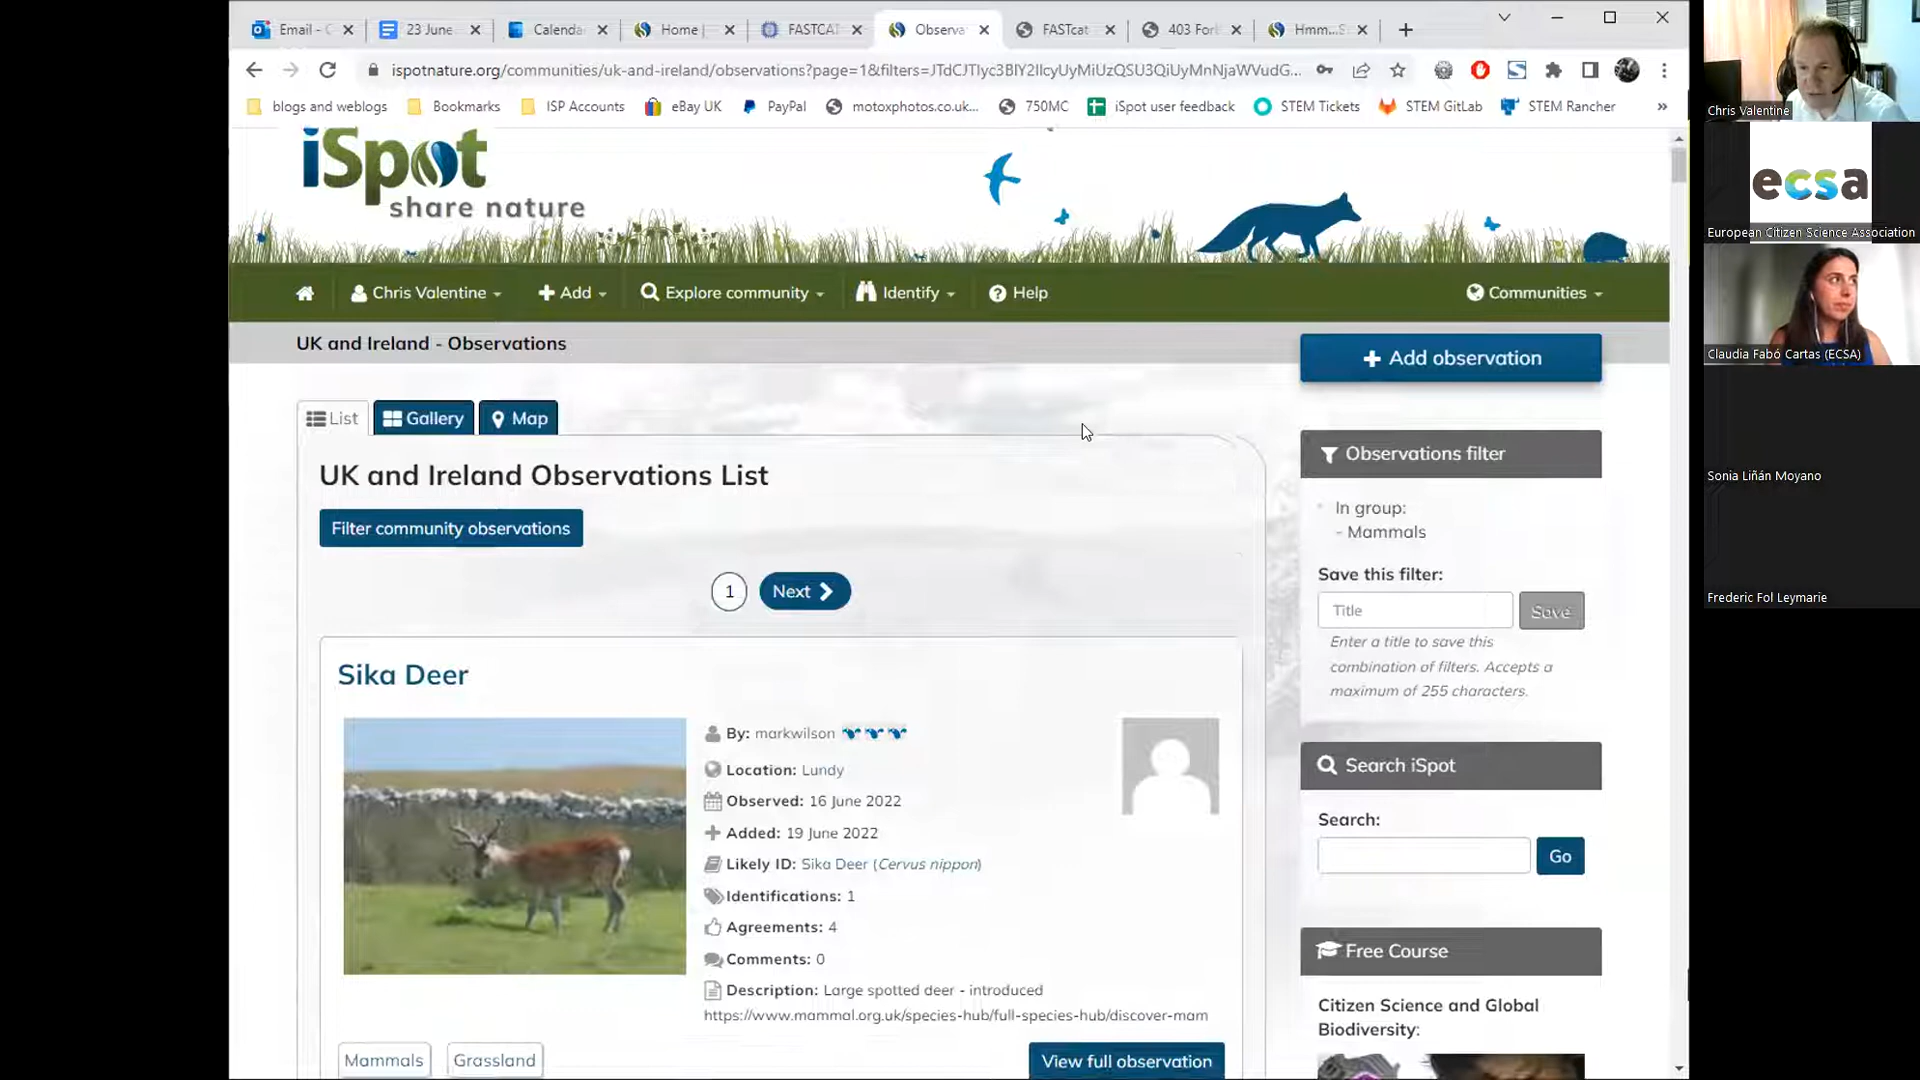 Email - C
23 June
Calenda
Home |
FASTCAT
Observa
FASTcat
403 For
Hmm...S
ispotnature.org/communities/uk-and-ireland/observations?page=1&filters=JTdCJTIyc3BlY2llcyUyMiUzQSU3QiUyMnNjaWVudG...
blogs and weblogs
Bookmarks
ISP Accounts
eBay UK
PayPal
motoxphotos.co.uk...
750MC
iSpot user feedback
STEM Tickets
STEM GitLab
STEM Rancher
»
iSpot
share nature
Chris Valentine
Add
Explore community
Identify
Help
Communities
UK and Ireland - Observations
Add observation
List
Gallery
Map
UK and Ireland Observations List
Filter community observations
1
Next
Sika Deer
By: markwilson
Location: Lundy
Observed: 16 June 2022
Added: 19 June 2022
Likely ID: Sika Deer (Cervus nippon)
Identifications: 1
Agreements: 4
Comments: 0
Description: Large spotted deer - introduced
https://www.mammal.org.uk/species-hub/full-species-hub/discover-mam
Mammals
Grassland
View full observation
Observations filter
In group:
- Mammals
Save this filter:
Title
Save
Enter a title to save this
combination of filters. Accepts a
maximum of 255 characters.
Search iSpot
Search:
Go
Free Course
Citizen Science and Global
Biodiversity:
Chris Valentine
ecsa
European Citizen Science Association
Claudia Fabó Cartas (ECSA)
Sonia Liñán Moyano
Frederic Fol Leymarie